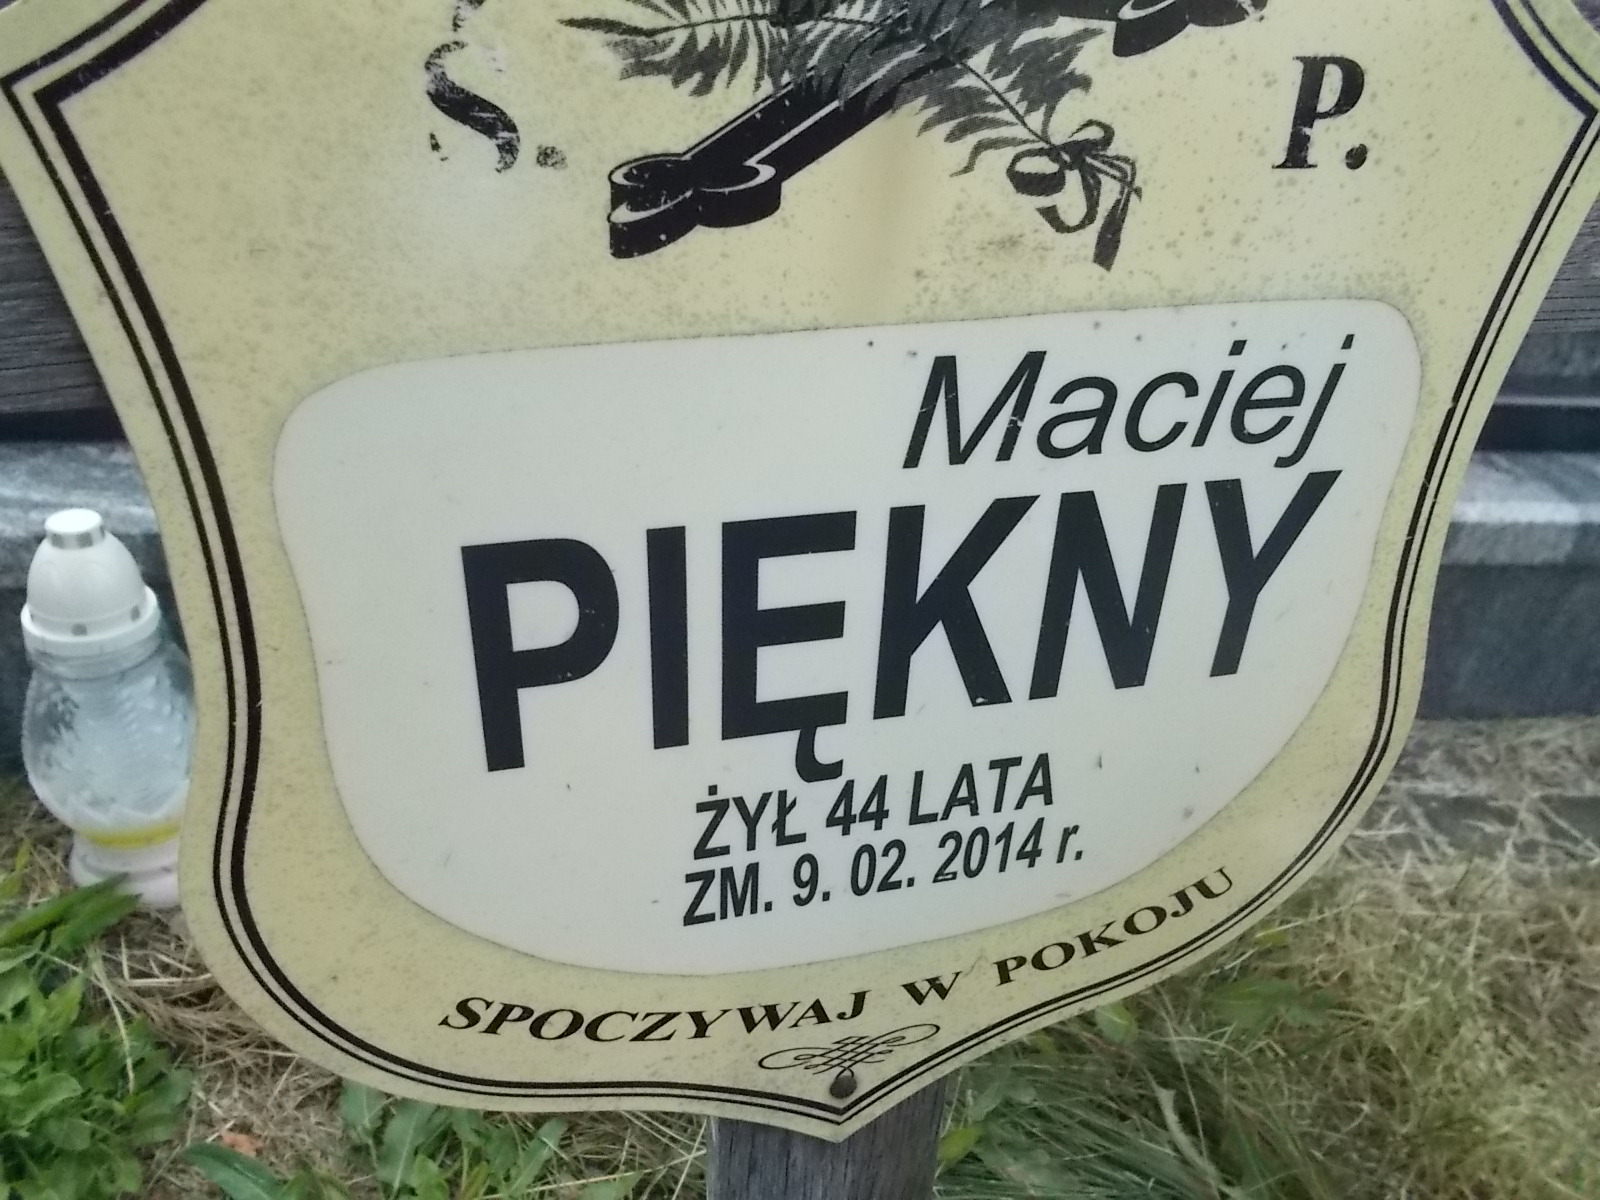 Ś. P.
Maciej
PIĘKNY
ŻYŁ 44 LATA
ZM. 9. 02. 2014 r.
SPOCZYWAJ W POKOJU